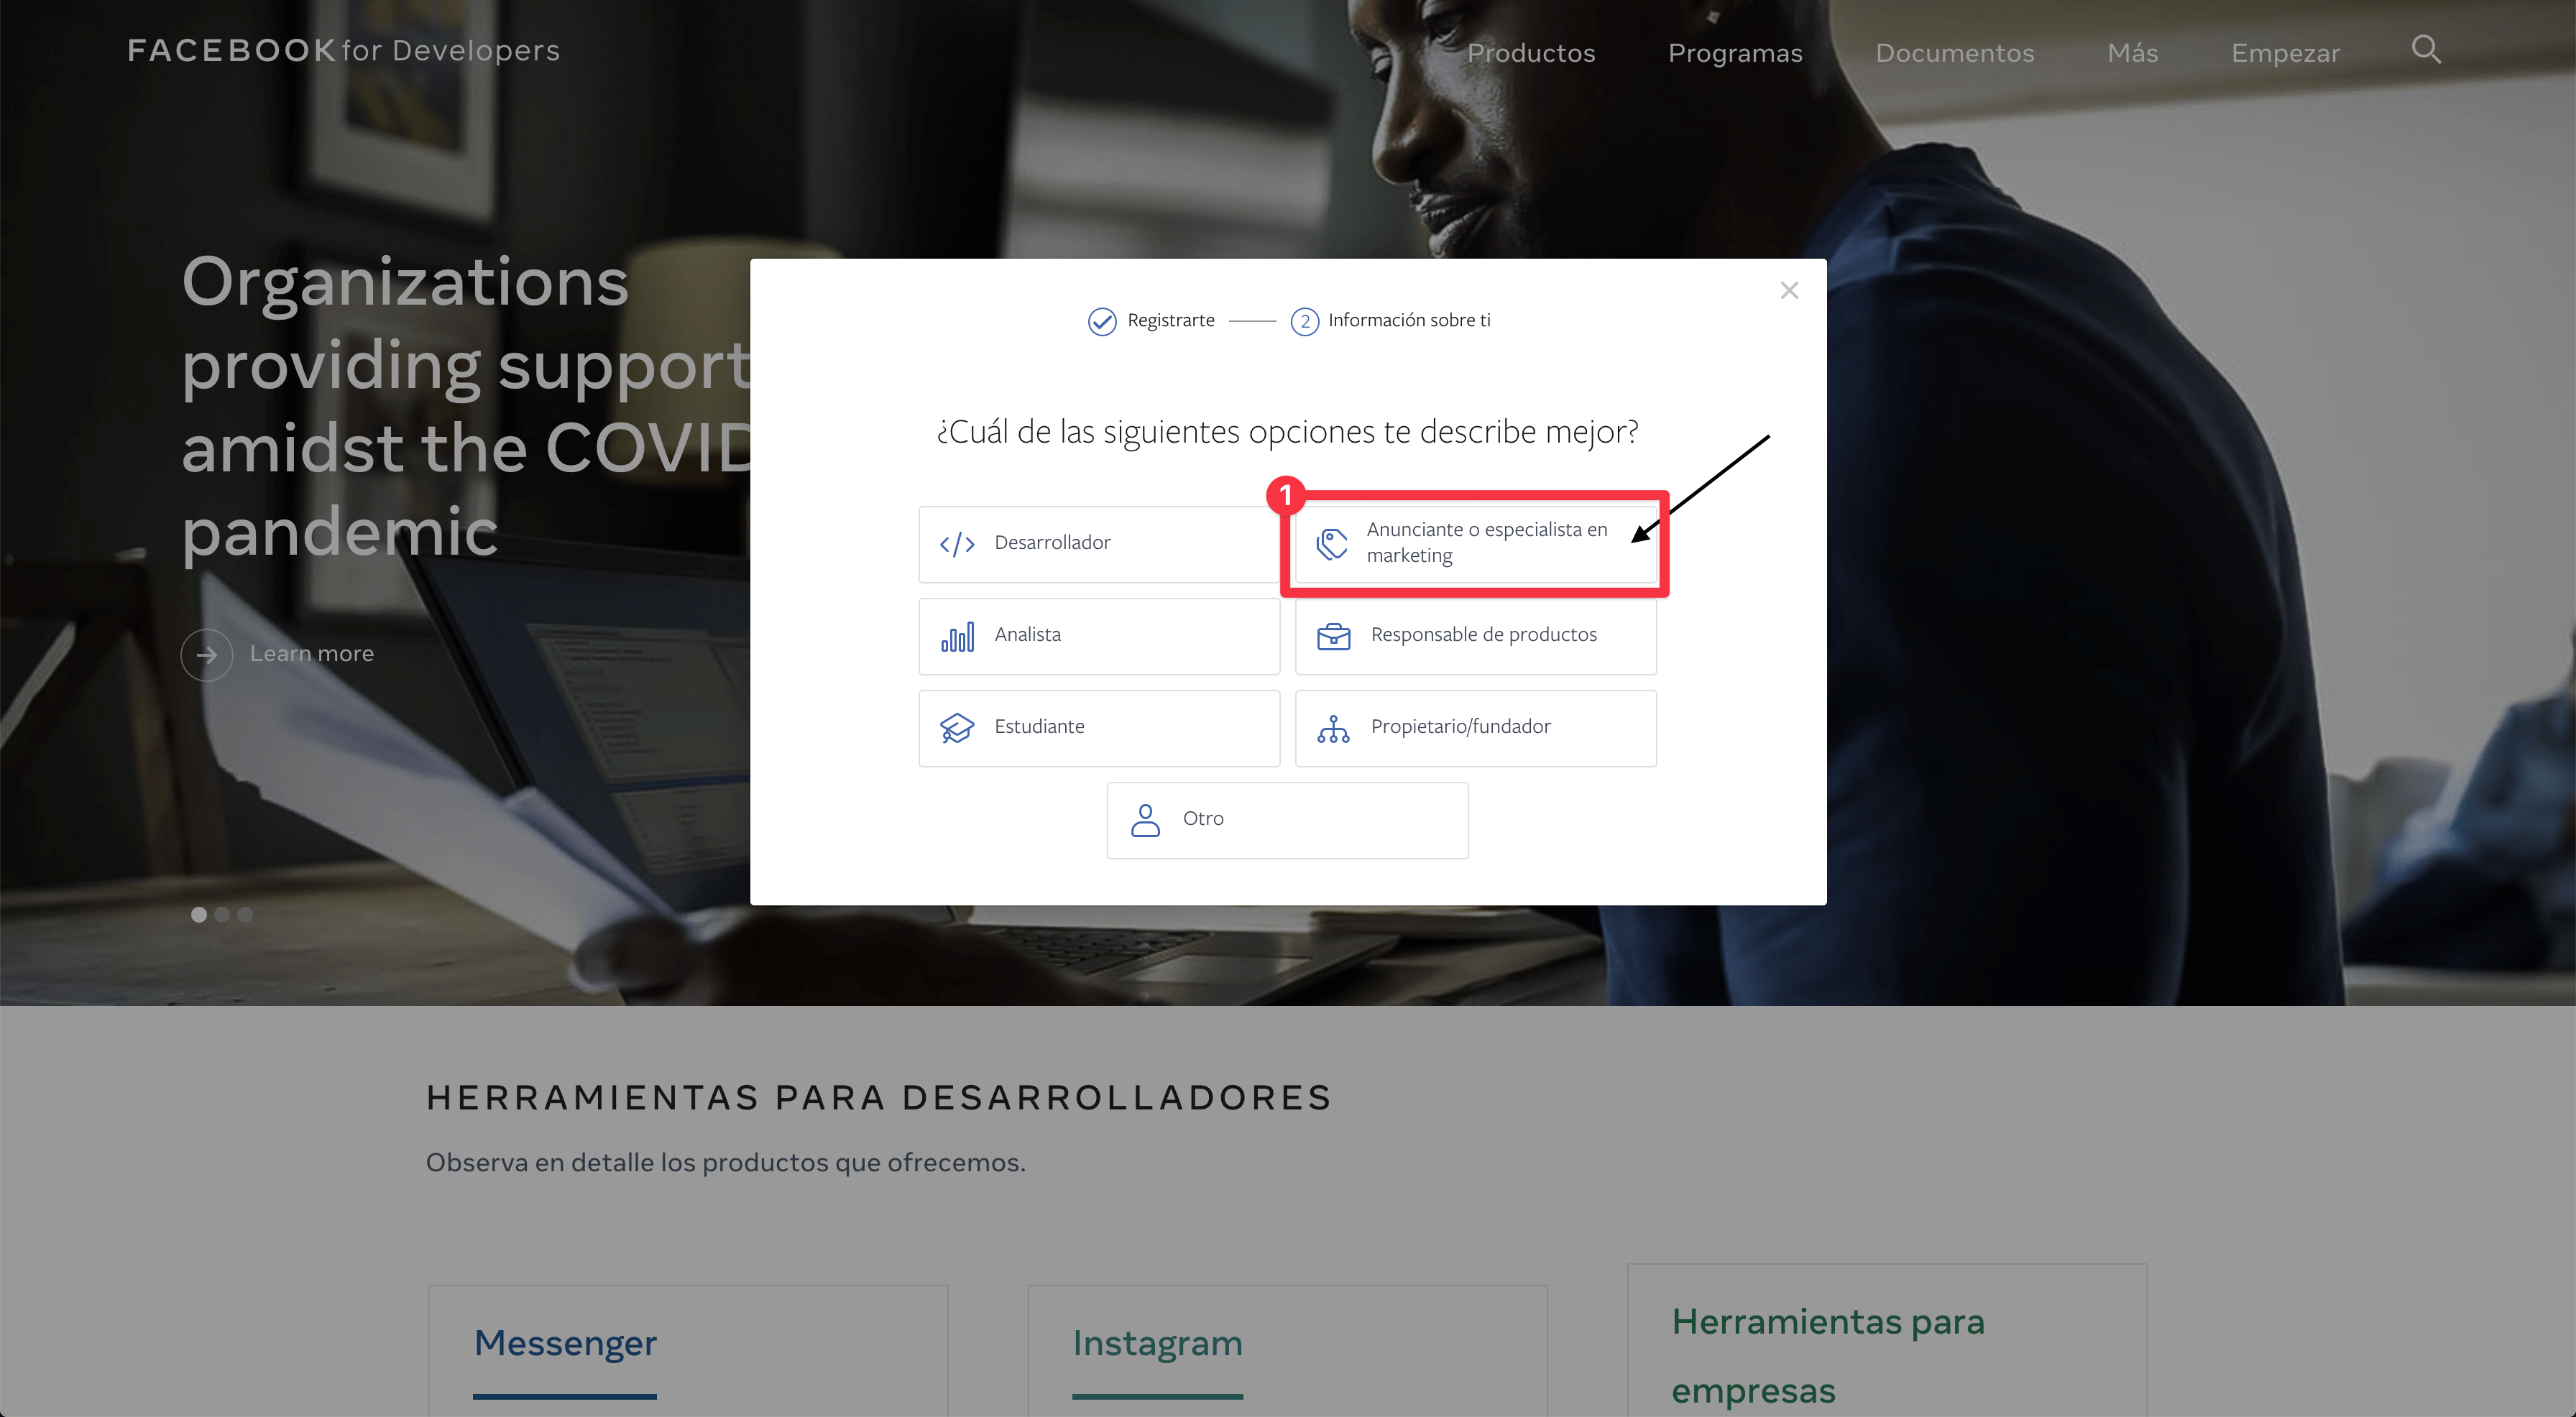 FACEBOOK for Developers
Productos
Programas
Documentos
Más
Empezar
Organizations
providing support
amidst the COVID
pandemic
Learn more
Registrarte
2
Información sobre ti
¿Cuál de las siguientes opciones te describe mejor?
1
Desarrollador
Anunciante o especialista en
marketing
Analista
Responsable de productos
Estudiante
Propietario/fundador
Otro
HERRAMIENTAS PARA DESARROLLADORES
Observa en detalle los productos que ofrecemos.
Messenger
Instagram
Herramientas para
empresas